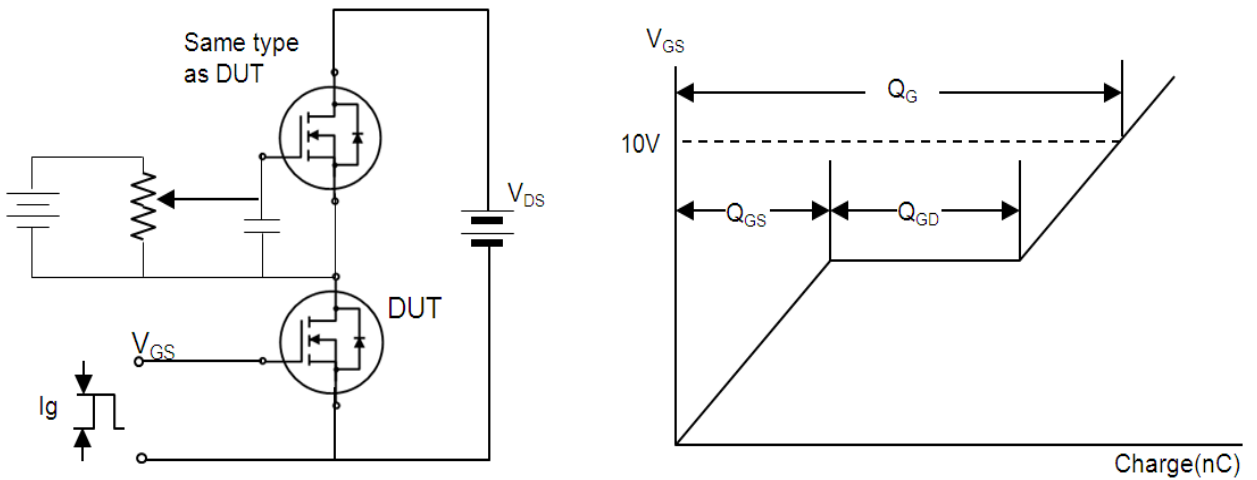 Same type
as DUT
V_DS
DUT
V_GS
Ig
V_GS
Q_G
10V
Q_GS
Q_GD
Charge(nC)